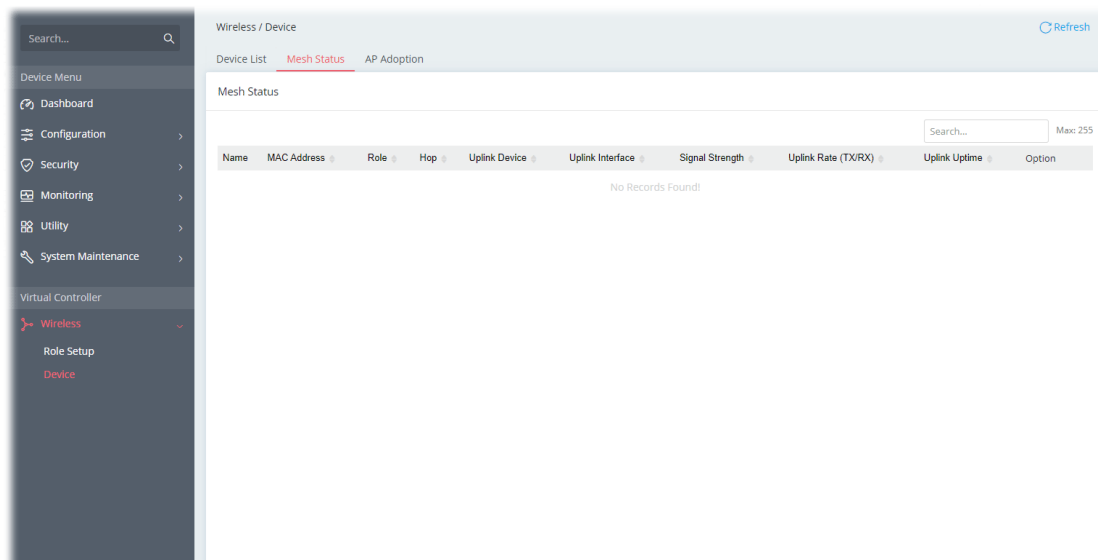 Search...
Device Menu
Dashboard
Configuration
Security
Monitoring
Utility
System Maintenance
Virtual Controller
Wireless
Role Setup
Device
Wireless / Device
Refresh
Device List Mesh Status AP Adoption
Mesh Status
Search... Max: 255
Name MAC Address Role Hop Uplink Device Uplink Interface Signal Strength Uplink Rate (TX/RX) Uplink Uptime Option
No Records Found!